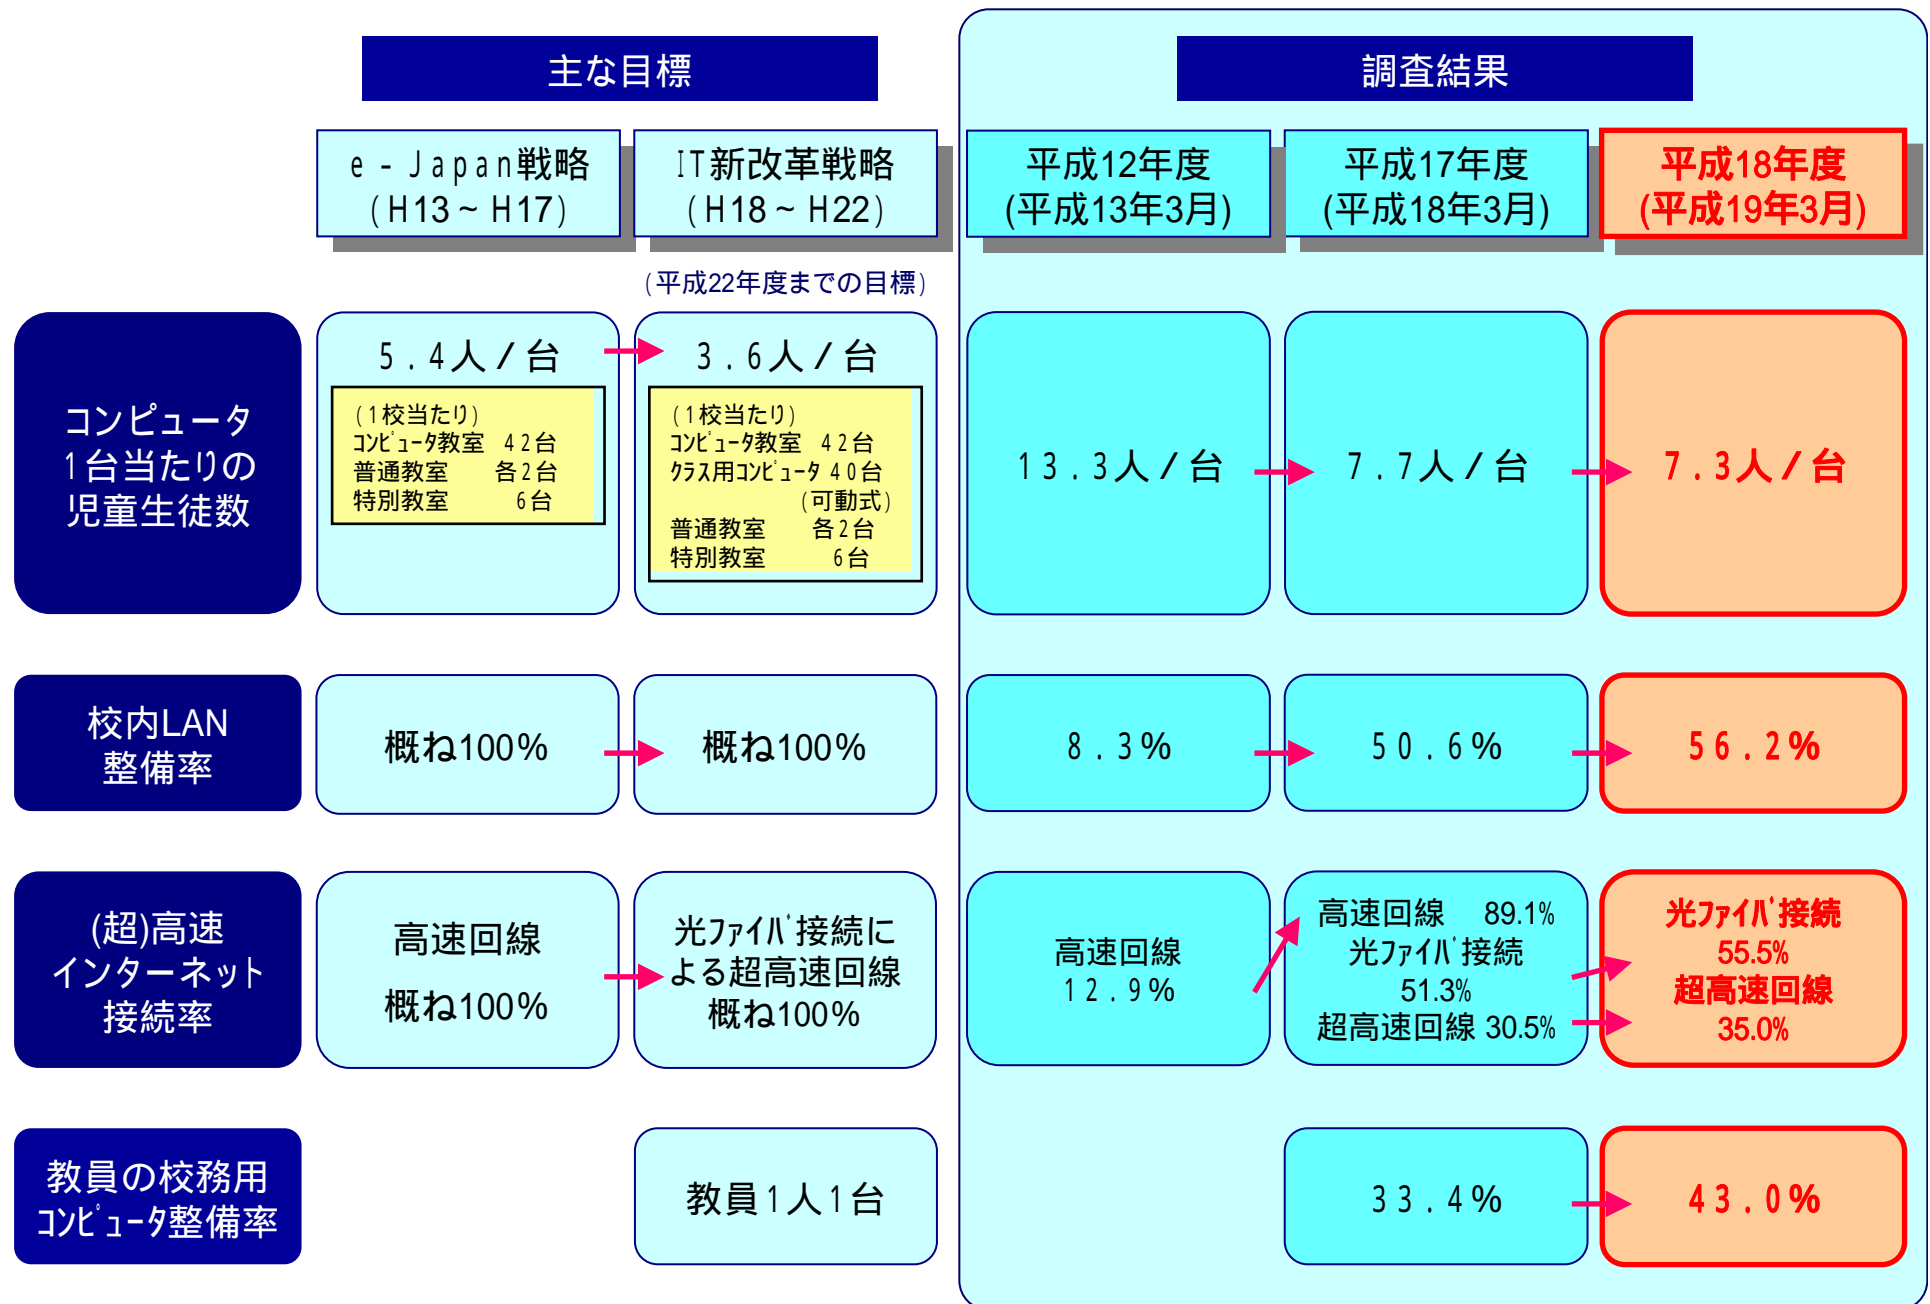 主な目標
調査結果
e-Japan戦略
(H13～H17)
IT新改革戦略
(H18～H22)
平成12年度
(平成13年3月)
平成17年度
(平成18年3月)
平成18年度
(平成19年3月)
(平成22年度までの目標)
コンピュータ
1台当たりの
児童生徒数
5.4人/台
(1校当たり)
ｺﾝﾋﾟｭｰﾀ教室 42台
普通教室 各2台
特別教室 6台
3.6人/台
(1校当たり)
ｺﾝﾋﾟｭｰﾀ教室 42台
ｸﾗｽ用ｺﾝﾋﾟｭｰﾀ 40台
(可動式)
普通教室 各2台
特別教室 6台
13.3人/台
7.7人/台
7.3人/台
校内LAN
整備率
概ね100%
概ね100%
8.3%
50.6%
56.2%
(超)高速
インターネット
接続率
高速回線
概ね100%
光ﾌｧｲﾊﾞ接続に
よる超高速回線
概ね100%
高速回線
12.9%
高速回線 89.1%
光ﾌｧｲﾊﾞ接続
51.3%
超高速回線 30.5%
光ﾌｧｲﾊﾞ接続
55.5%
超高速回線
35.0%
教員の校務用
ｺﾝﾋﾟｭｰﾀ整備率
教員1人1台
33.4%
43.0%